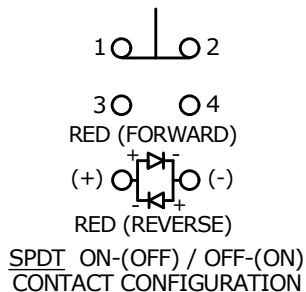 1 2
3 4
RED (FORWARD)
+ -
(+) (-)
- +
RED (REVERSE)
SPDT ON-(OFF) / OFF-(ON)
CONTACT CONFIGURATION